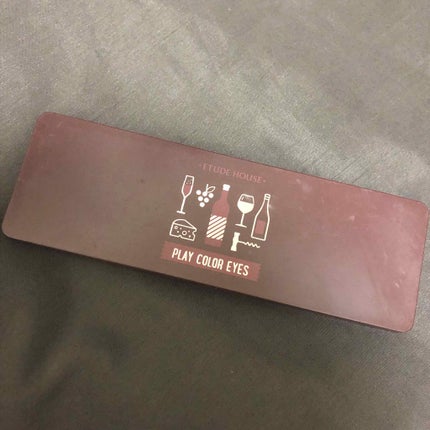 ·ETUDE HOUSE·
PLAY COLOR EYES